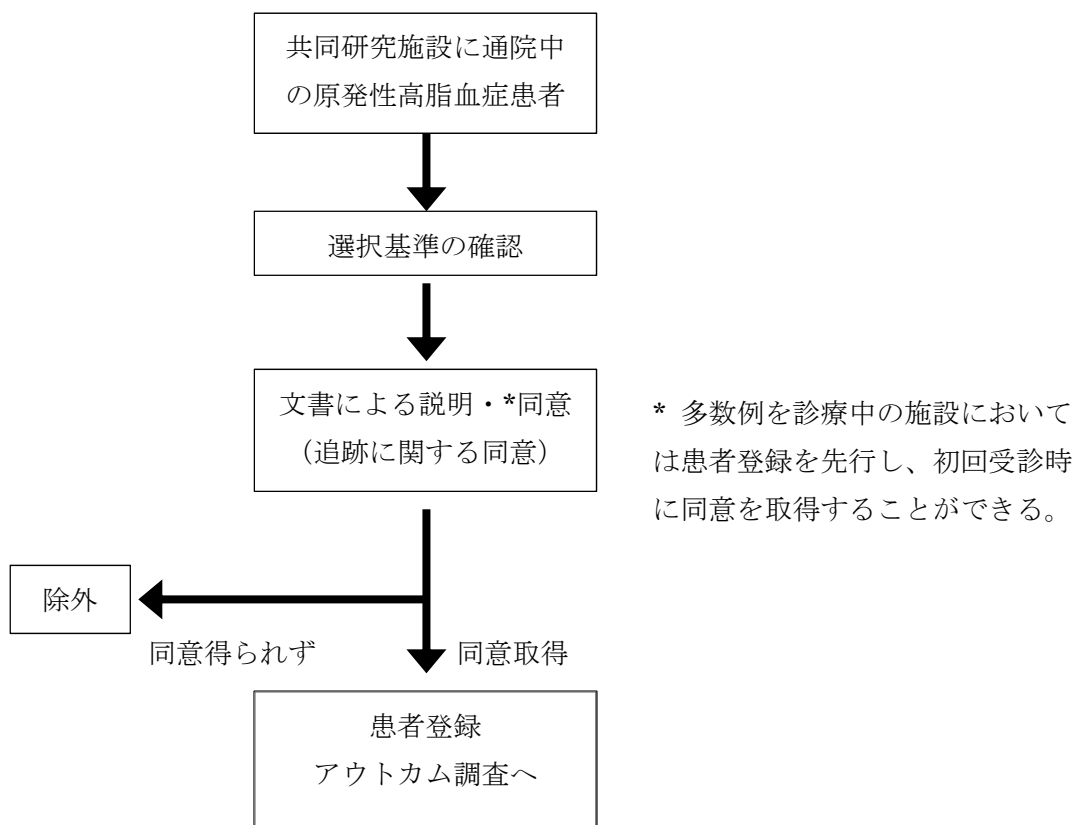 共同研究施設に通院中
の原発性高脂血症患者
選択基準の確認
文書による説明・*同意
（追跡に関する同意）
* 多数例を診療中の施設において
は患者登録を先行し、初回受診時
に同意を取得することができる。
除外
同意得られず
同意取得
患者登録
アウトカム調査へ